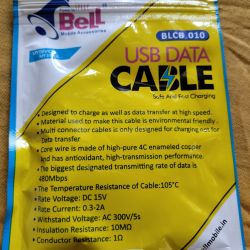 BELL
Mobile Accessories
BLCB 010
USB DATA
CABLE
Safe And Fast Charging
• Designed to charge as well as data transfer at high speed.
• Material used to make this cable is environmental friendly.
• Multi connector cables is only designed for charging not for
Data transfer
• Core wire is made of high-pure 4C enameled copper
and has antioxidant, high-transmission performance.
• The biggest designated transmitting rate of data is
480Mbps
• The Temperature Resistance of Cable:105°C
• Rate Voltage: DC 15V
• Rate Current: 0.3-2A
• Withstand Voltage: AC 300V/5s
• Insulation Resistance: 10MΩ
• Conductor Resistance: 1Ω